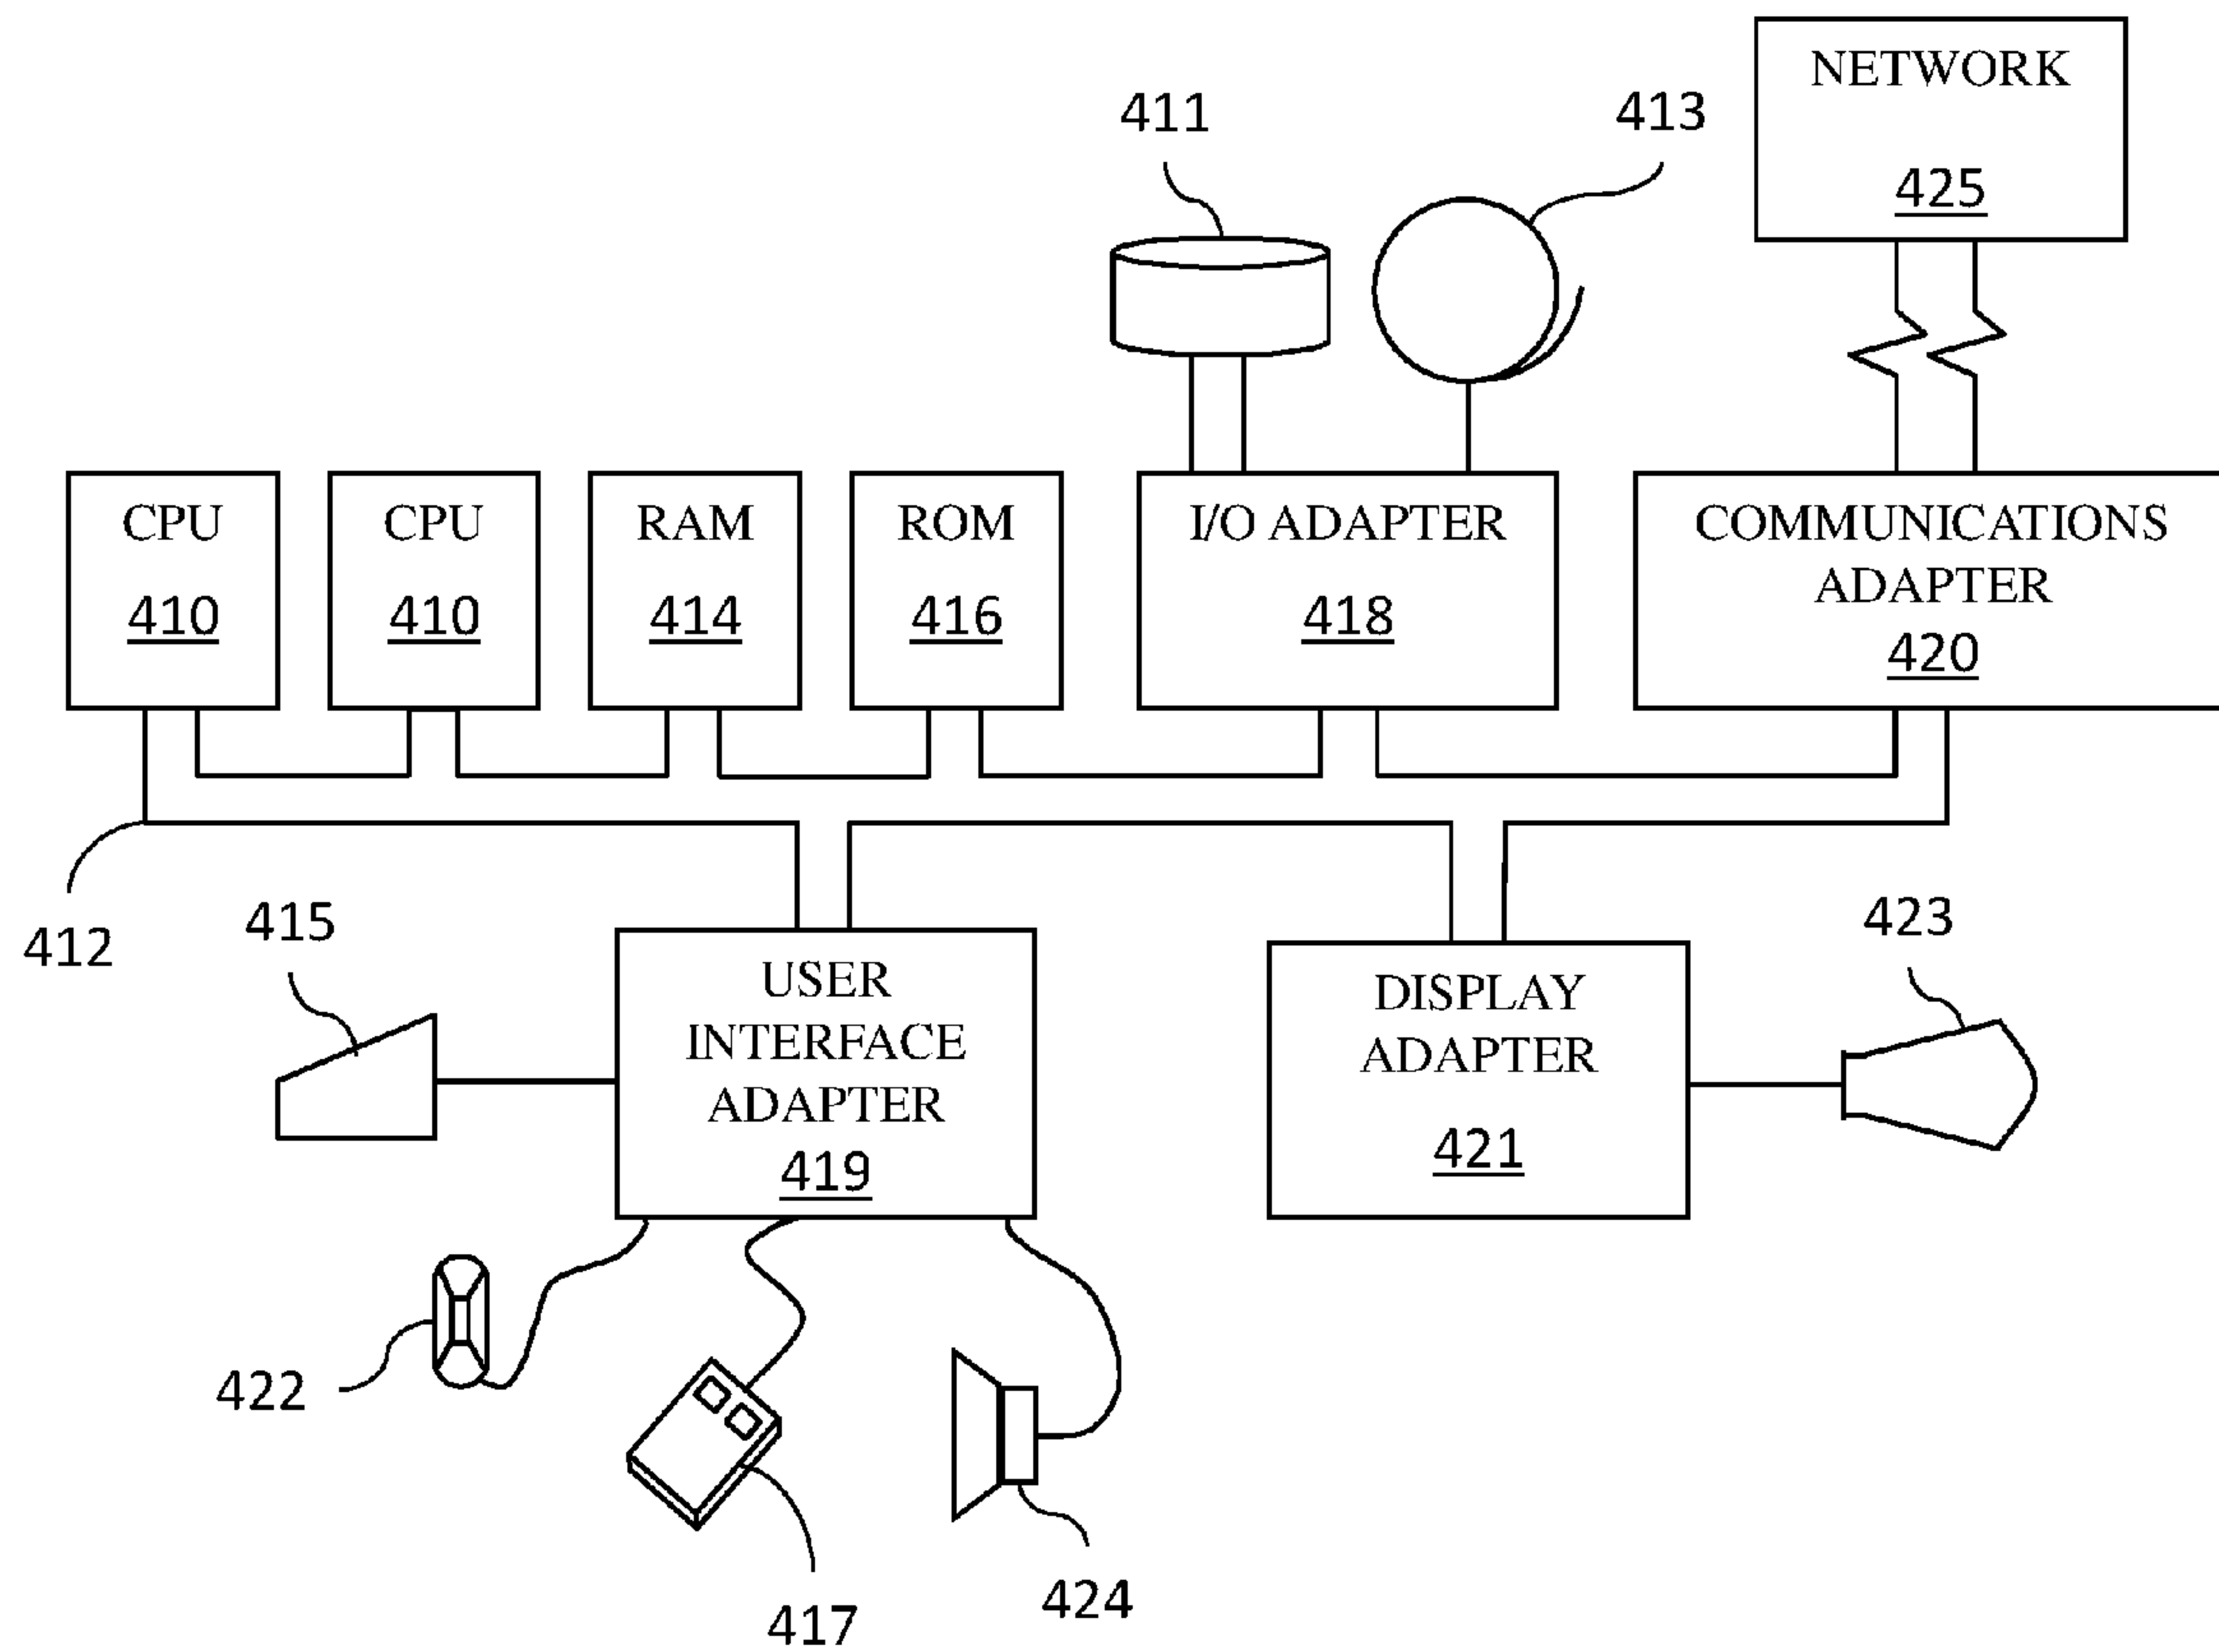 NETWORK
425
411
413
CPU
410
CPU
410
RAM
414
ROM
416
I/O ADAPTER
418
COMMUNICATIONS
ADAPTER
420
412
415
USER
INTERFACE
ADAPTER
419
DISPLAY
ADAPTER
421
423
422
417
424